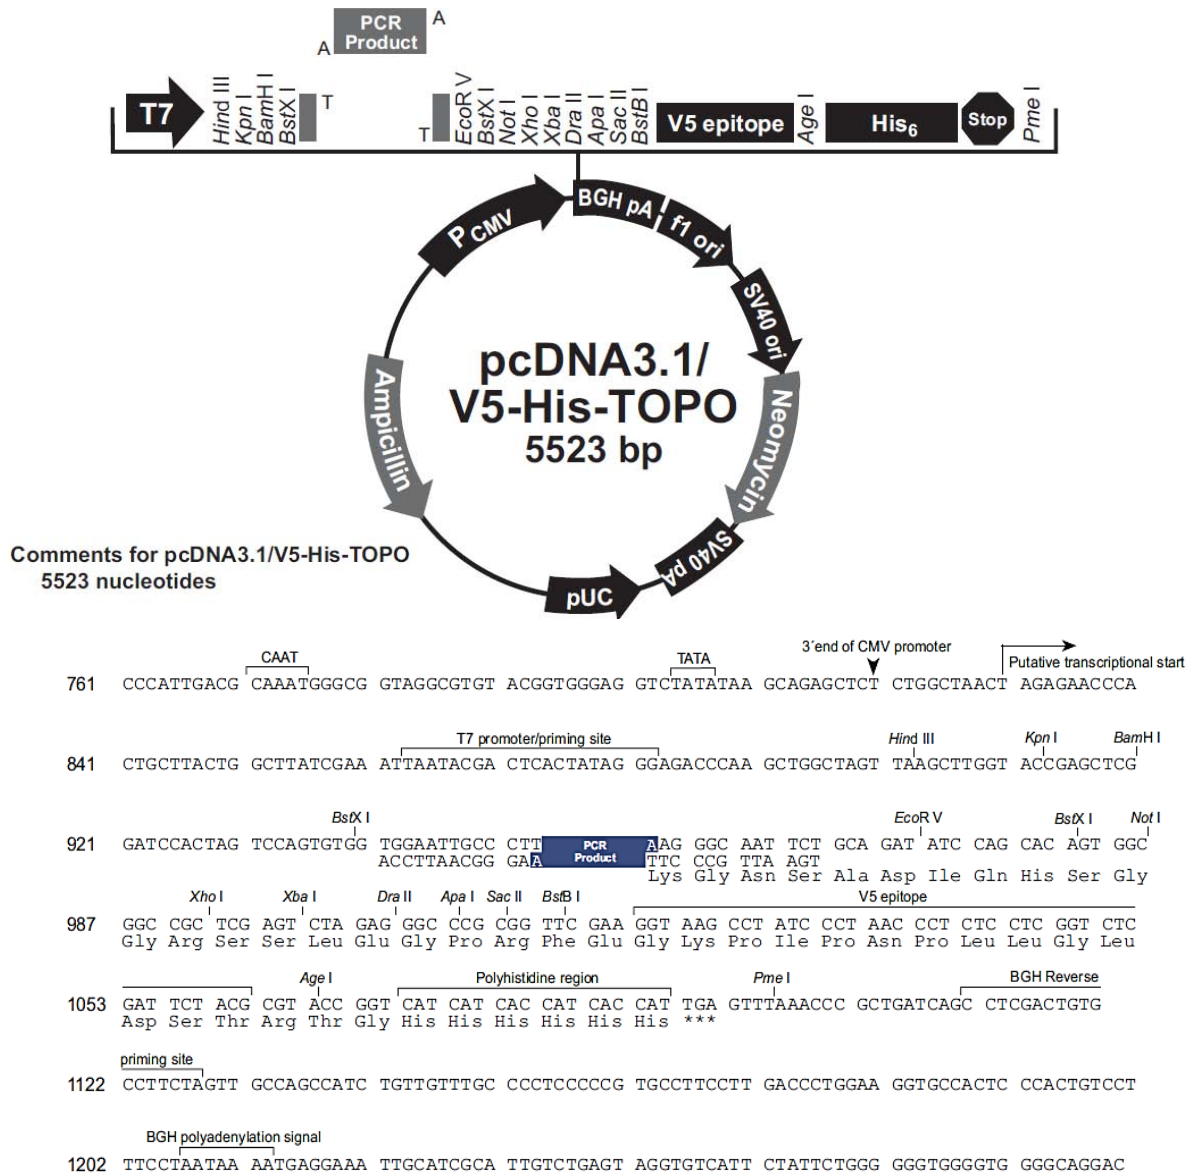 PCR
Product
A
A
T
T
T7
Hind III
Kpn I
BamH I
BstX I
EcoR V
BstX I
Not I
Xho I
Xba I
Dra II
Apa I
Sac II
BstB I
V5 epitope
Age I
His6
Stop
Pme I
PCMV
BGH pA
f1 ori
SV40 ori
Neomycin
SV40 pA
pUC
Ampicillin
pcDNA3.1/
V5-His-TOPO
5523 bp
Comments for pcDNA3.1/V5-His-TOPO
5523 nucleotides
CAAT TATA 3´end of CMV promoter Putative transcriptional start
761 CCCATTGACG CAAATGGGCG GTAGGCGTGT ACGGTGGGAG GTCTATATAA GCAGAGCTCT CTGGCTAACT AGAGAACCCA
T7 promoter/priming site Hind III Kpn I BamH I
841 CTGCTTACTG GCTTATCGAA ATTAATACGA CTCACTATAG GGAGACCCAA GCTGGCTAGT TAAGCTTGGT ACCGAGCTCG
BstX I EcoR V BstX I Not I
921 GATCCACTAG TCCAGTGTGG TGGAATTGCC CTT PCR Product AAG GGC AAT TCT GCA GAT ATC CAG CAC AGT GGC
ACCTTAACGG GAA TTC CCG TTA AGT
Lys Gly Asn Ser Ala Asp Ile Gln His Ser Gly
Xho I Xba I Dra II Apa I Sac II BstB I V5 epitope
987 GGC CGC TCG AGT CTA GAG GGC CCG CGG TTC GAA GGT AAG CCT ATC CCT AAC CCT CTC CTC GGT CTC
Gly Arg Ser Ser Leu Glu Gly Pro Arg Phe Glu Gly Lys Pro Ile Pro Asn Pro Leu Leu Gly Leu
Age I Polyhistidine region Pme I BGH Reverse
1053 GAT TCT ACG CGT ACC GGT CAT CAT CAC CAT CAC CAT TGA GTTTAAACCC GCTGATCAGC CTCGACTGTG
Asp Ser Thr Arg Thr Gly His His His His His His ***
priming site
1122 CCTTCTAGTT GCCAGCCATC TGTTGTTTGC CCCTCCCCCG TGCCTTCCTT GACCCTGGAA GGTGCCACTC CCACTGTCCT
BGH polyadenylation signal
1202 TTCCTAATAA AATGAGGAAA TTGCATCGCA TTGTCTGAGT AGGTGTCATT CTATTCTGGG GGGTGGGGTG GGGCAGGAC